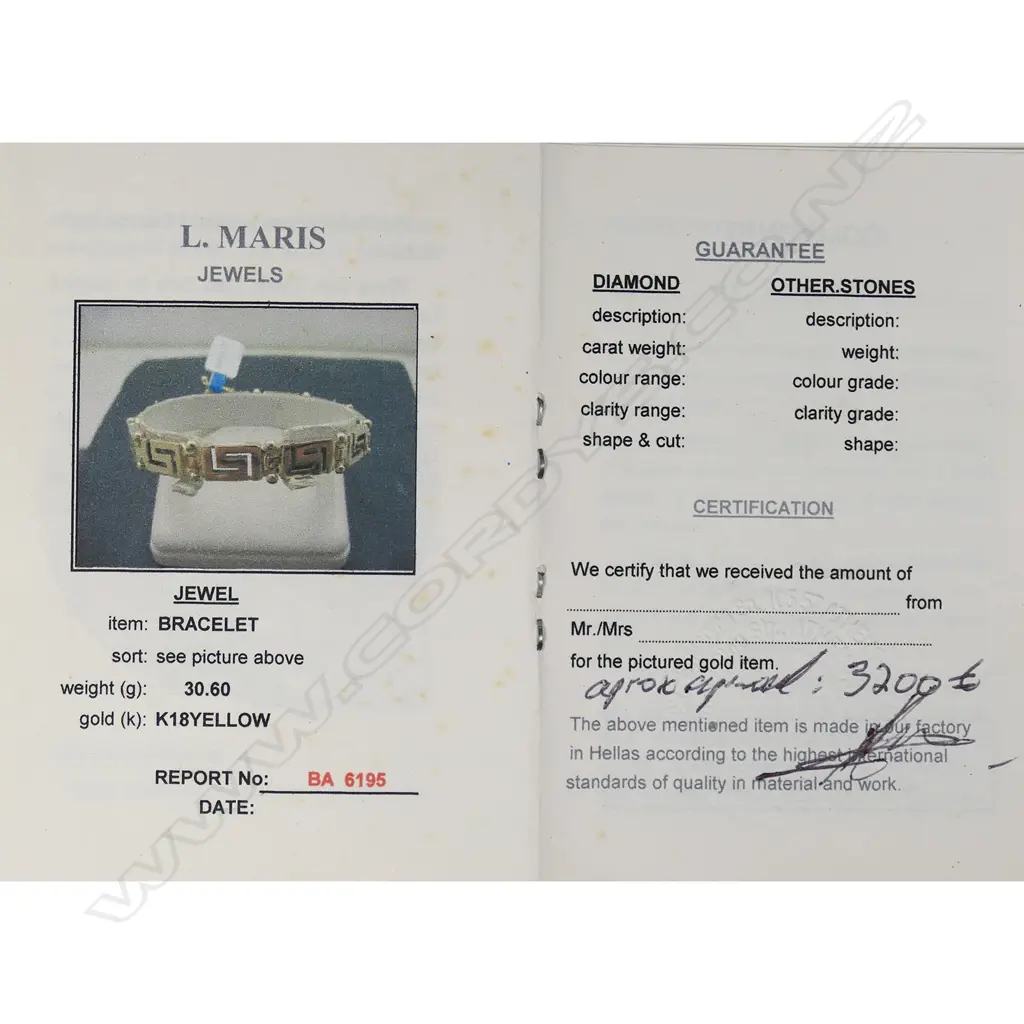 L. MARIS
JEWELS
JEWEL
item: BRACELET
sort: see picture above
weight (g): 30.60
gold (k): K18YELLOW
REPORT No: BA 6195
DATE:
GUARANTEE
DIAMOND
description:
carat weight:
colour range:
clarity range:
shape & cut:
OTHER.STONES
description:
weight:
colour grade:
clarity grade:
shape:
CERTIFICATION
We certify that we received the amount of
from
Mr./Mrs
for the pictured gold item.
: 3200 €
The above mentioned item is made in our factory
in Hellas according to the highest international
standards of quality in material and work.
WWW.CORDYS.CO.NZ